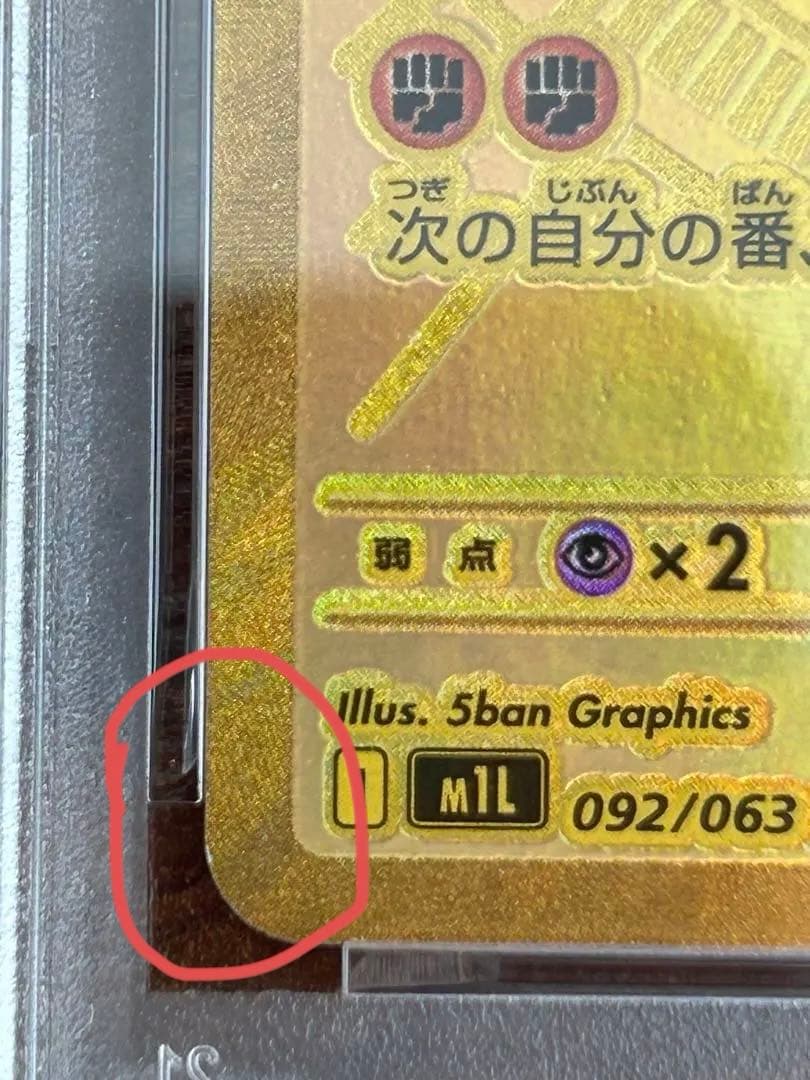 つぎ じぶん ばん
次の自分の番、
弱点 ×2
Illus. 5ban Graphics
M1L 092/063